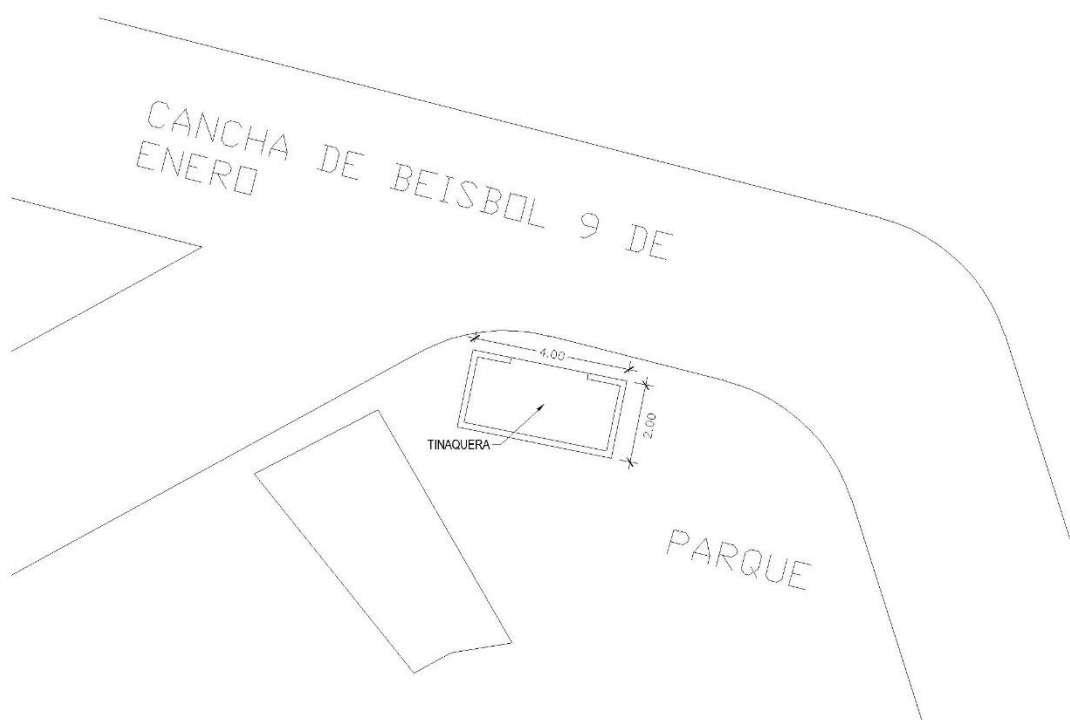 CANCHA DE BEISBOL 9 DE
ENERO
4.00
2.00
TINAQUERA
PARQUE